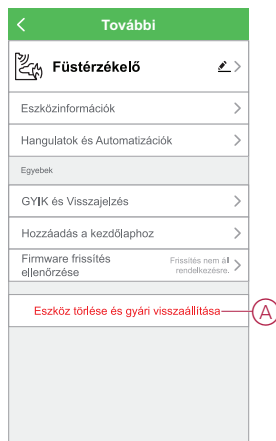 További
Füstérzékelő
Eszközinformációk
Hangulatok és Automatizációk
Egyebek
GYIK és Visszajelzés
Hozzáadás a kezdőlaphoz
Firmware frissítés
ellenőrzése
Frissítés nem áll
rendelkezésre.
Eszköz törlése és gyári visszaállítása
A